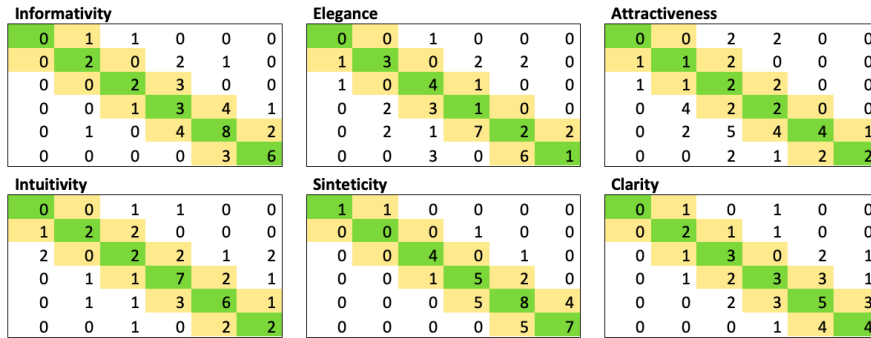 Informativity Elegance Attractiveness
0 1 1 0 0 0 0 0 1 0 0 0 0 0 2 2 0 0
0 2 0 2 1 0 1 3 0 2 2 0 1 1 2 0 0 0
0 0 2 3 0 0 1 0 4 1 0 0 1 1 2 2 0 0
0 0 1 3 4 1 0 2 3 1 0 0 0 4 2 2 0 0
0 1 0 4 8 2 0 2 1 7 2 2 0 2 5 4 4 1
0 0 0 0 3 6 0 0 3 0 6 1 0 0 2 1 2 2
Intuitivity Sinteticity Clarity
0 0 1 1 0 0 1 1 0 0 0 0 0 1 0 1 0 0
1 2 2 0 0 0 0 0 0 1 0 0 0 2 1 1 0 0
2 0 2 2 1 2 0 0 4 0 1 0 0 1 3 0 2 1
0 1 1 7 2 1 0 0 1 5 2 0 0 1 2 3 3 1
0 1 1 3 6 1 0 0 0 5 8 4 0 0 2 3 5 3
0 0 1 0 2 2 0 0 0 0 5 7 0 0 0 1 4 4